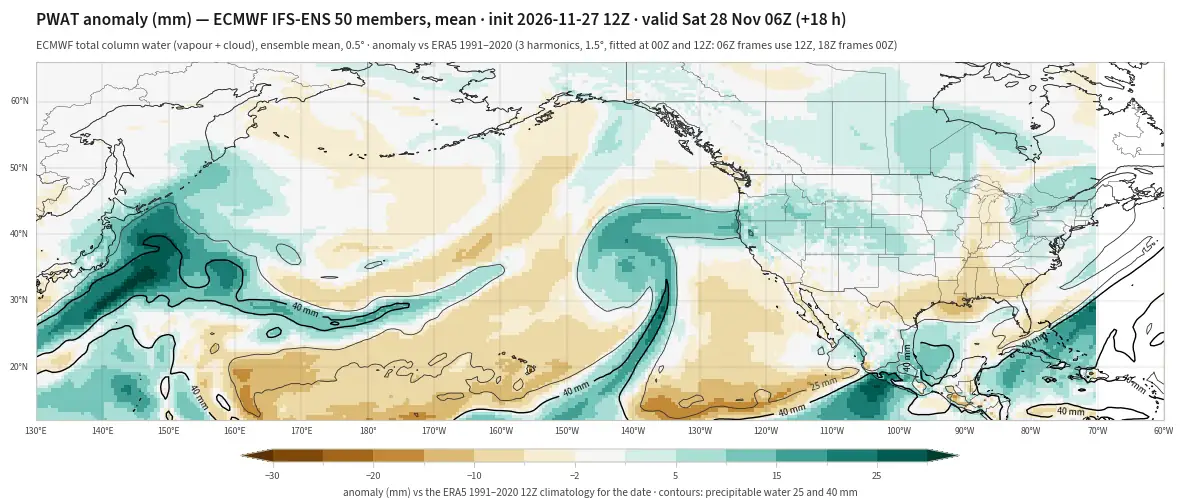 PWAT anomaly (mm) — ECMWF IFS-ENS 50 members, mean · init 2026-11-27 12Z · valid Sat 28 Nov 06Z (+18 h)
ECMWF total column water (vapour + cloud), ensemble mean, 0.5° · anomaly vs ERA5 1991–2020 (3 harmonics, 1.5°, fitted at 00Z and 12Z: 06Z frames use 12Z, 18Z frames 00Z)
60°N
50°N
40°N
30°N
20°N
40 mm
40 mm
40 mm
40 mm
25 mm
40 mm
40 mm
40 mm
40 mm
130°E 140°E 150°E 160°E 170°E 180° 170°W 160°W 150°W 140°W 130°W 120°W 110°W 100°W 90°W 80°W 70°W 60°W
−30 −20 −10 −2 5 15 25
anomaly (mm) vs the ERA5 1991–2020 12Z climatology for the date · contours: precipitable water 25 and 40 mm